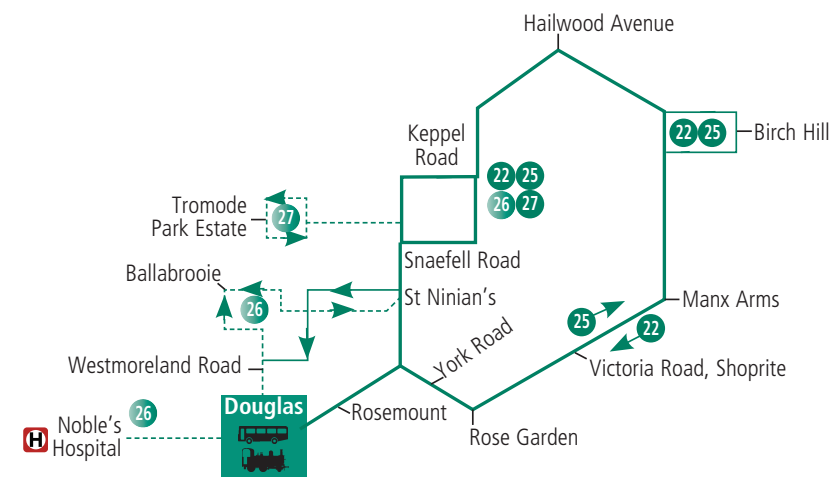 Hailwood Avenue
Keppel
Road
22 25
Birch Hill
22 25
26 27
Tromode
Park Estate
27
Snaefell Road
Ballabrooie
26
St Ninian's
Manx Arms
25
22
York Road
Westmoreland Road
Victoria Road, Shoprite
Douglas
Rosemount
26
Noble's
Hospital
H
Rose Garden